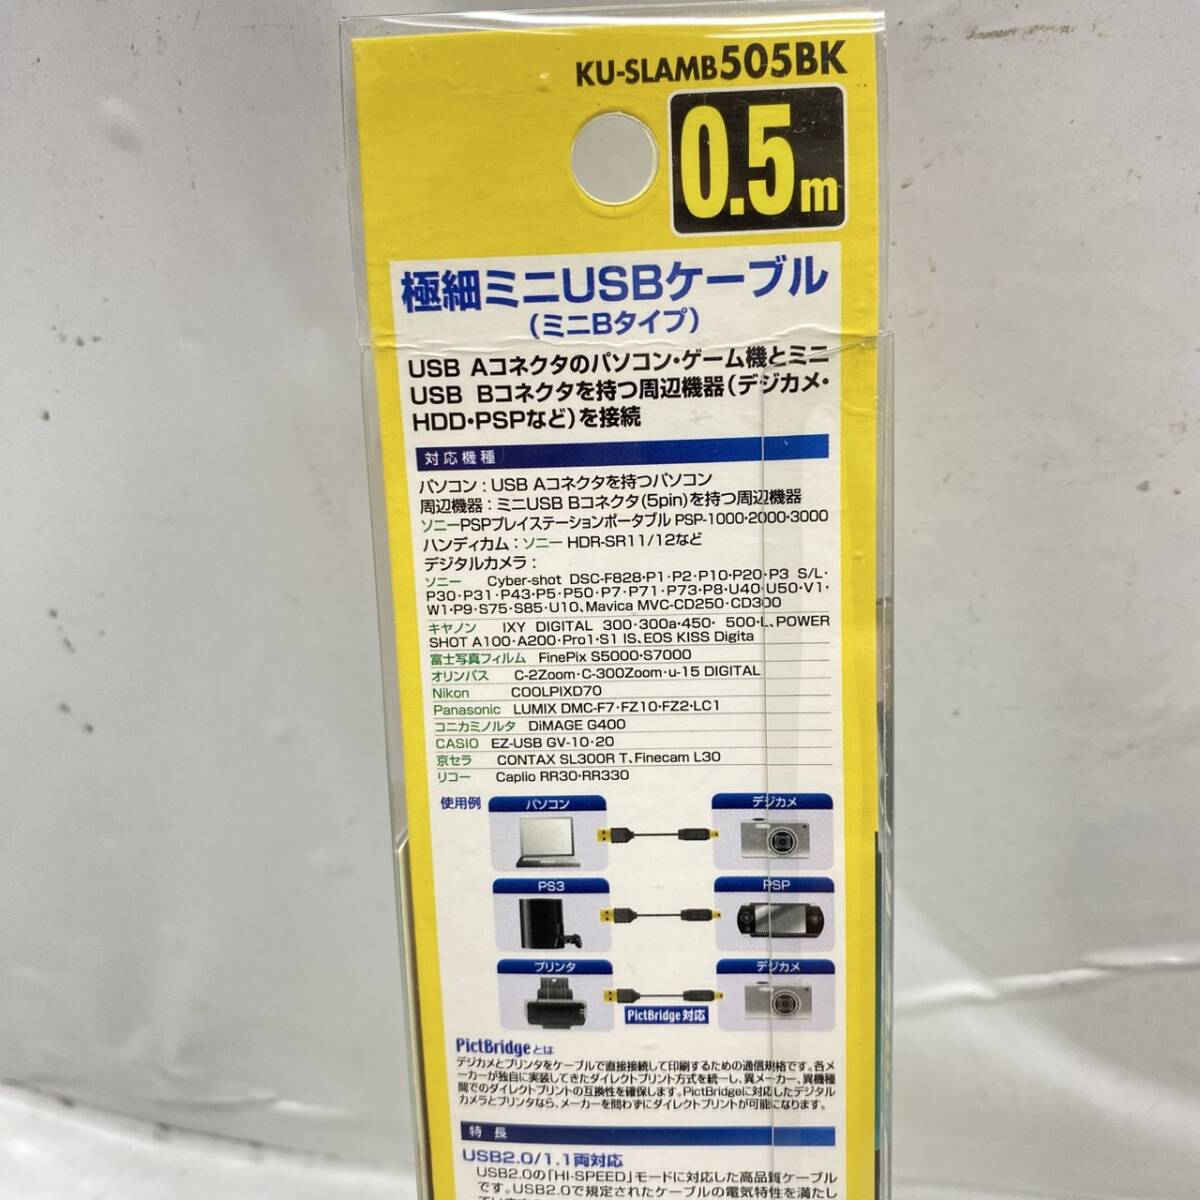 KU-SLAMB505BK
0.5m
極細ミニUSBケーブル
(ミニBタイプ)
USB Aコネクタのパソコン・ゲーム機とミニ
USB Bコネクタを持つ周辺機器(デジカメ・
HDD・PSPなど)を接続
対応機種
パソコン：USB Aコネクタを持つパソコン
周辺機器：ミニUSB Bコネクタ(5pin)を持つ周辺機器
ソニーPSPプレイステーションポータブル PSP-1000・2000・3000
ハンディカム：ソニー HDR-SR11/12など
デジタルカメラ：
ソニー Cyber-shot DSC-F828・P1・P2・P10・P20・P3 S/L・
P30・P31・P43・P5・P50・P7・P71・P73・P8・U40・U50・V1・
W1・P9・S75・S85・U10、Mavica MVC-CD250・CD300
キヤノン IXY DIGITAL 300・300a・450・ 500・L、POWER
SHOT A100・A200・Pro1・S1 IS、EOS KISS Digita
富士写真フィルム FinePix S5000・S7000
オリンパス C-2Zoom・C-300Zoom・u-15 DIGITAL
Nikon COOLPIXD70
Panasonic LUMIX DMC-F7・FZ10・FZ2・LC1
コニカミノルタ DiMAGE G400
CASIO EZ-USB GV-10・20
京セラ CONTAX SL300R T、Finecam L30
リコー Caplio RR30・RR330
使用例 パソコン デジカメ
PS3 PSP
プリンタ デジカメ
PictBridge対応
PictBridgeとは
デジカメとプリンタをケーブルで直接接続して印刷するための通信規格です。各メ
ーカーが独自に実装してきたダイレクトプリント方式を統一し、異メーカー、異機種
間でのダイレクトプリントの互換性を確保します。PictBridgeに対応したデジタル
カメラとプリンタなら、メーカーを問わずにダイレクトプリントが可能になります。
特長
USB2.0/1.1両対応
USB2.0の「HI-SPEED」モードに対応した高品質ケーブル
です。USB2.0で規定されたケーブルの電気特性を満たし